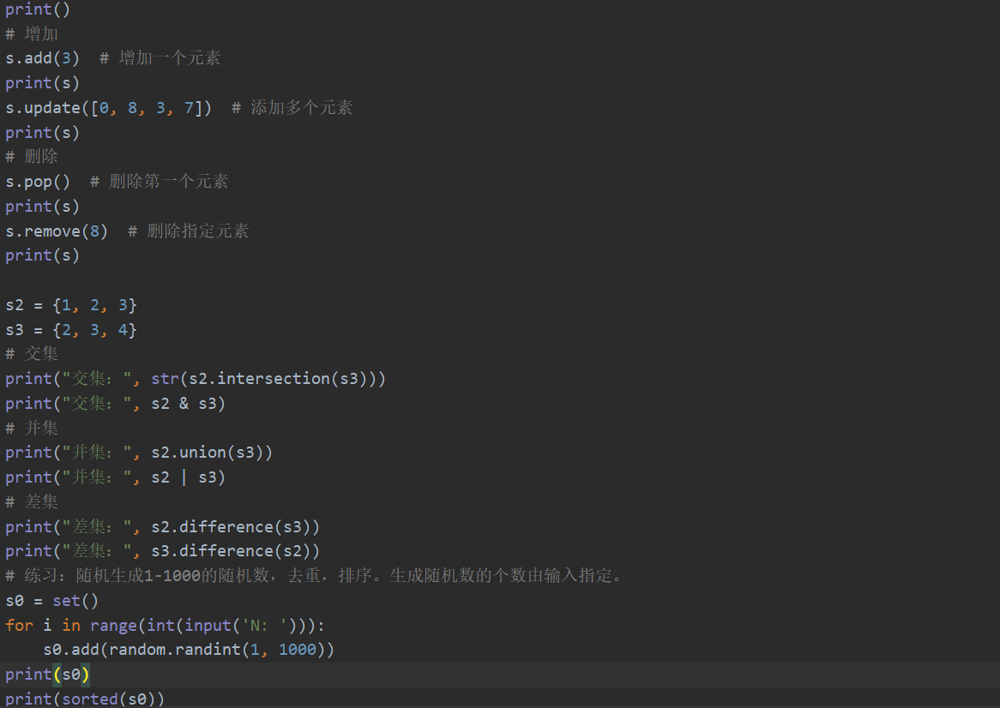 print()
# 增加
s.add(3)  # 增加一个元素
print(s)
s.update([0, 8, 3, 7])  # 添加多个元素
print(s)
# 删除
s.pop()  # 删除第一个元素
print(s)
s.remove(8)  # 删除指定元素
print(s)

s2 = {1, 2, 3}
s3 = {2, 3, 4}
# 交集
print("交集: ", str(s2.intersection(s3)))
print("交集: ", s2 & s3)
# 并集
print("并集: ", s2.union(s3))
print("并集: ", s2 | s3)
# 差集
print("差集: ", s2.difference(s3))
print("差集: ", s3.difference(s2))
# 练习: 随机生成1-1000的随机数, 去重, 排序。生成随机数的个数由输入指定。
s0 = set()
for i in range(int(input('N: '))):
    s0.add(random.randint(1, 1000))
print(s0)
print(sorted(s0))